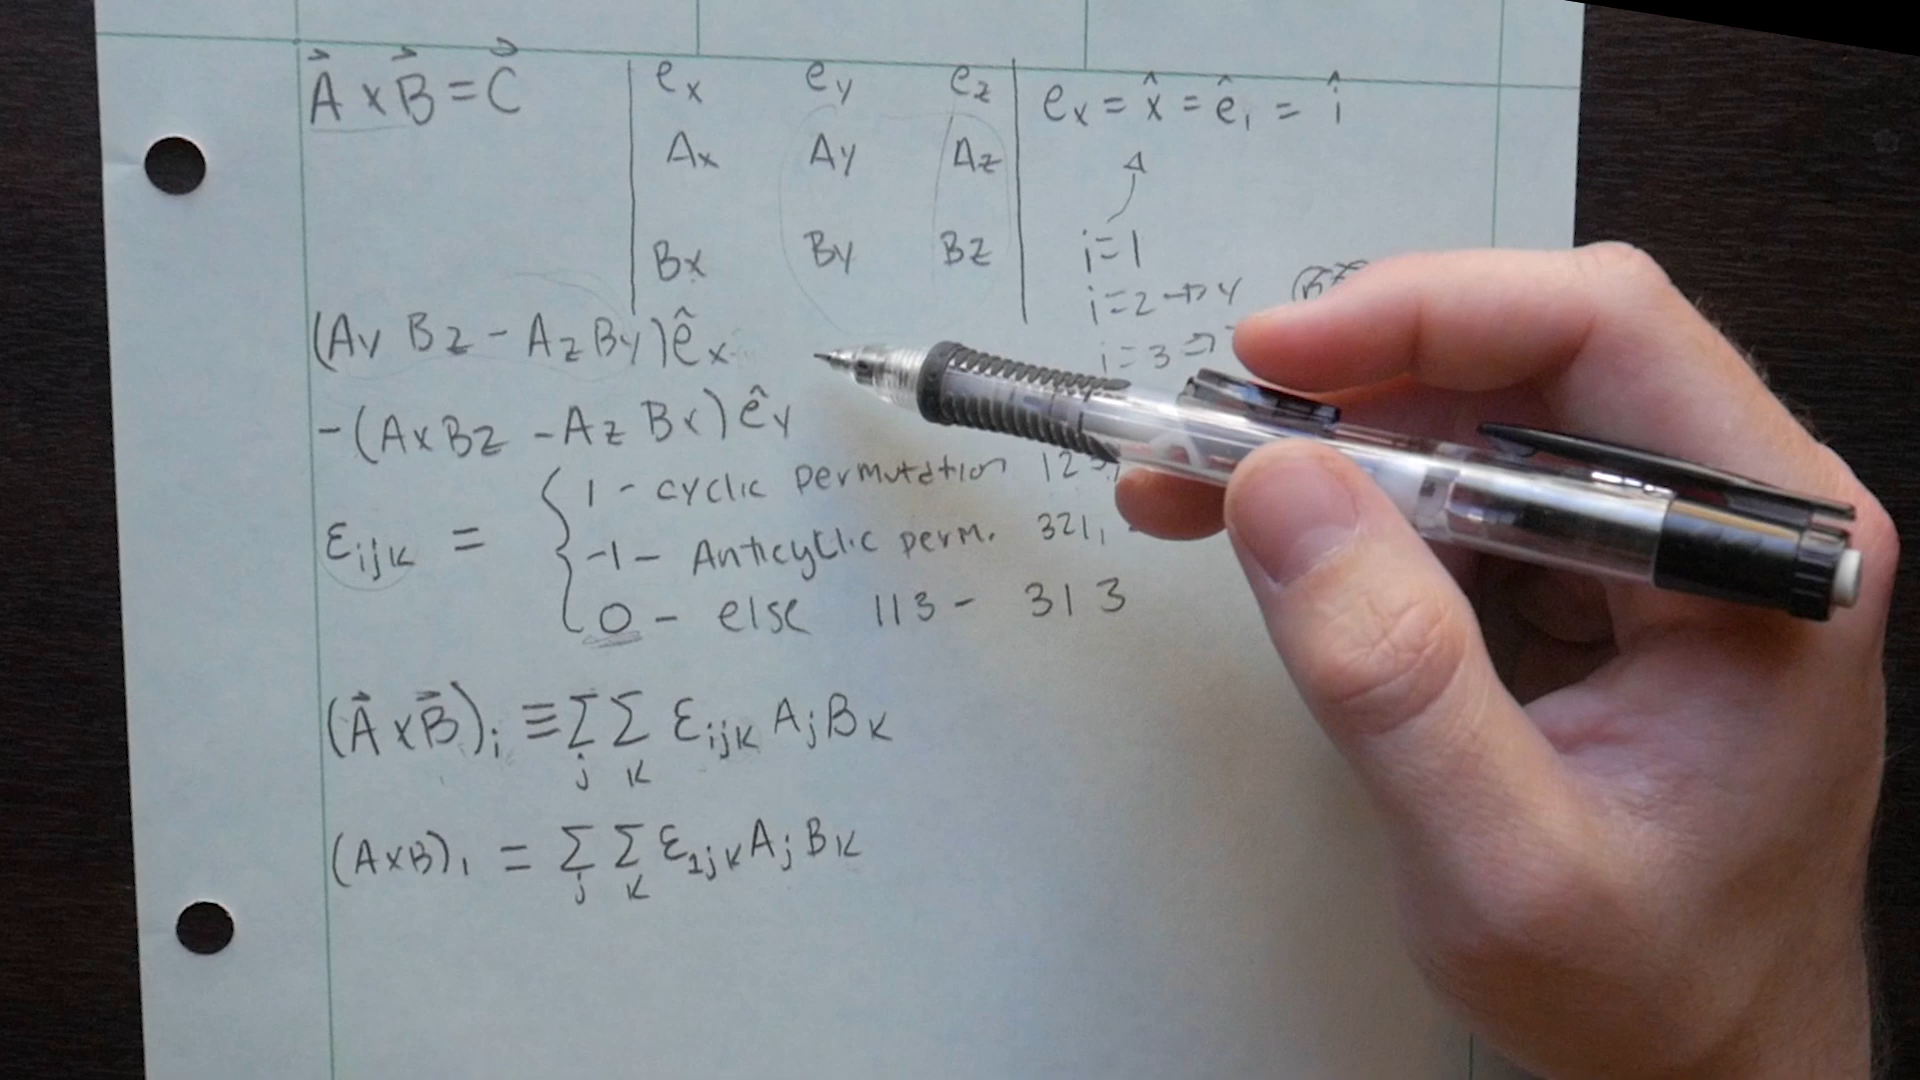 A⃗ × B⃗ = C⃗
| e_x e_y e_z |
| A_x A_y A_z |
| B_x B_y B_z |
e_x = x̂ = ê_1 = î
i=1
i=2 → y
i=3 ⇒
(A_y B_z - A_z B_y) ê_x
-(A_x B_z - A_z B_x) ê_y
ε_ijk = { 1 - cyclic permutation 123,
-1 - Anticyclic perm. 321,
0 - else 113 - 313
(A⃗ × B⃗)_i ≡ Σ_j Σ_k ε_ijk A_j B_k
(A×B)_1 = Σ_j Σ_k ε_1jk A_j B_k